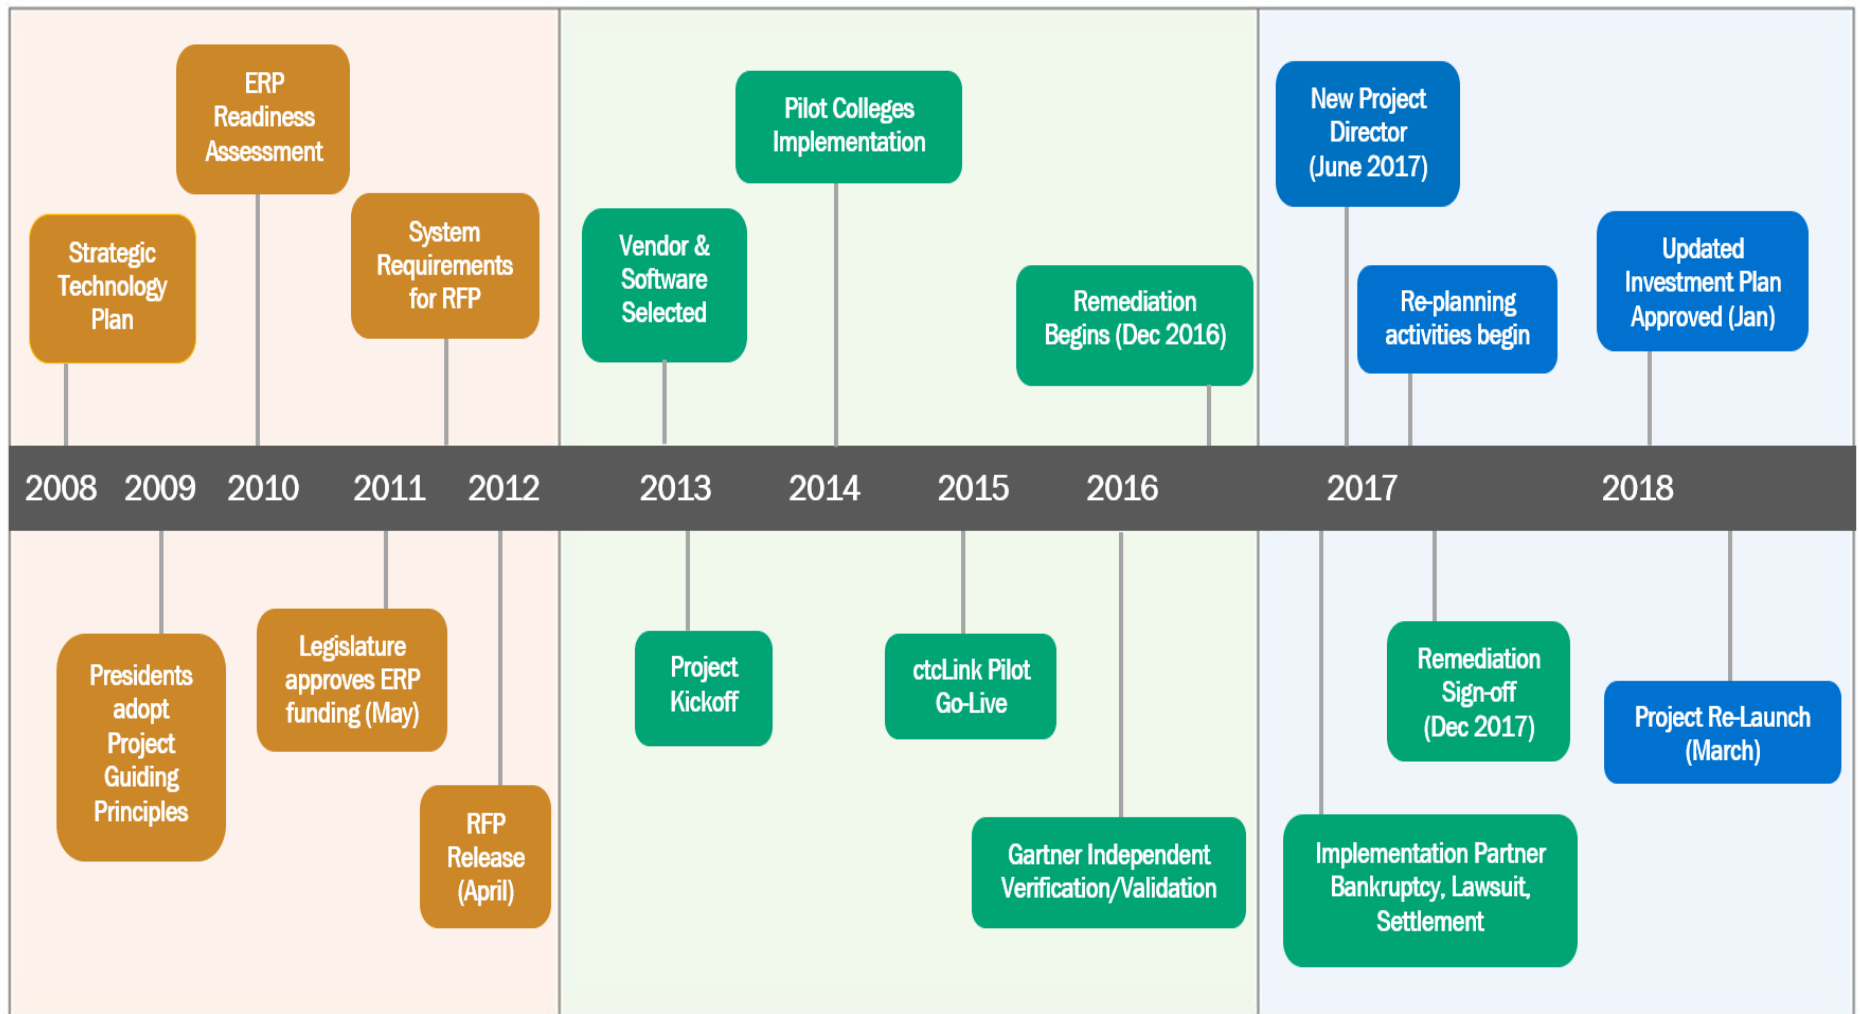 ERP
Readiness
Assessment
Strategic
Technology
Plan
System
Requirements
for RFP
Pilot Colleges
Implementation
Vendor &
Software
Selected
Remediation
Begins (Dec 2016)
New Project
Director
(June 2017)
Re-planning
activities begin
Updated
Investment Plan
Approved (Jan)
2008 2009 2010 2011 2012 2013 2014 2015 2016 2017 2018
Presidents
adopt
Project
Guiding
Principles
Legislature
approves ERP
funding (May)
RFP
Release
(April)
Project
Kickoff
ctcLink Pilot
Go-Live
Gartner Independent
Verification/Validation
Remediation
Sign-off
(Dec 2017)
Implementation Partner
Bankruptcy, Lawsuit,
Settlement
Project Re-Launch
(March)